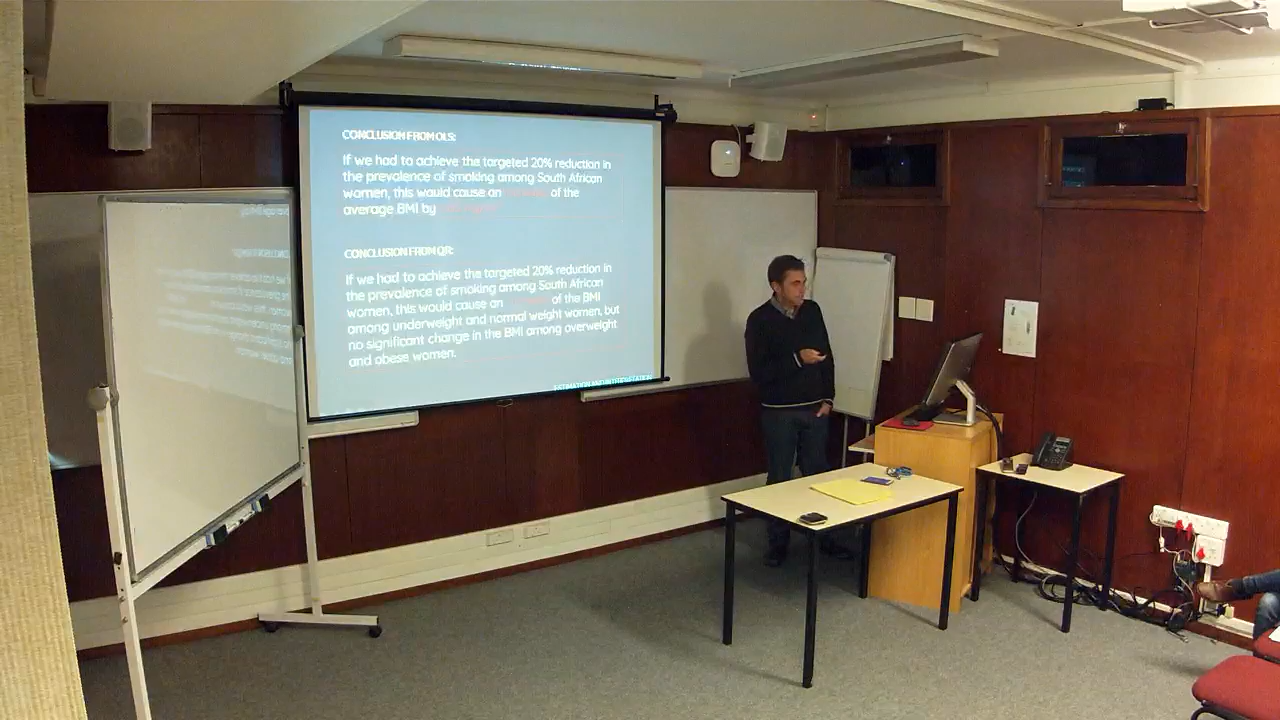 CONCLUSION FROM OLS:
If we had to achieve the targeted 20% reduction in
the prevalence of smoking among South African
women, this would cause an of the
average BMI by
CONCLUSION FROM QR:
If we had to achieve the targeted 20% reduction in
the prevalence of smoking among South African
women, this would cause an of the BMI
among underweight and normal weight women, but
no significant change in the BMI among overweight
and obese women.
ESTIMATION AND INTERPRETATION